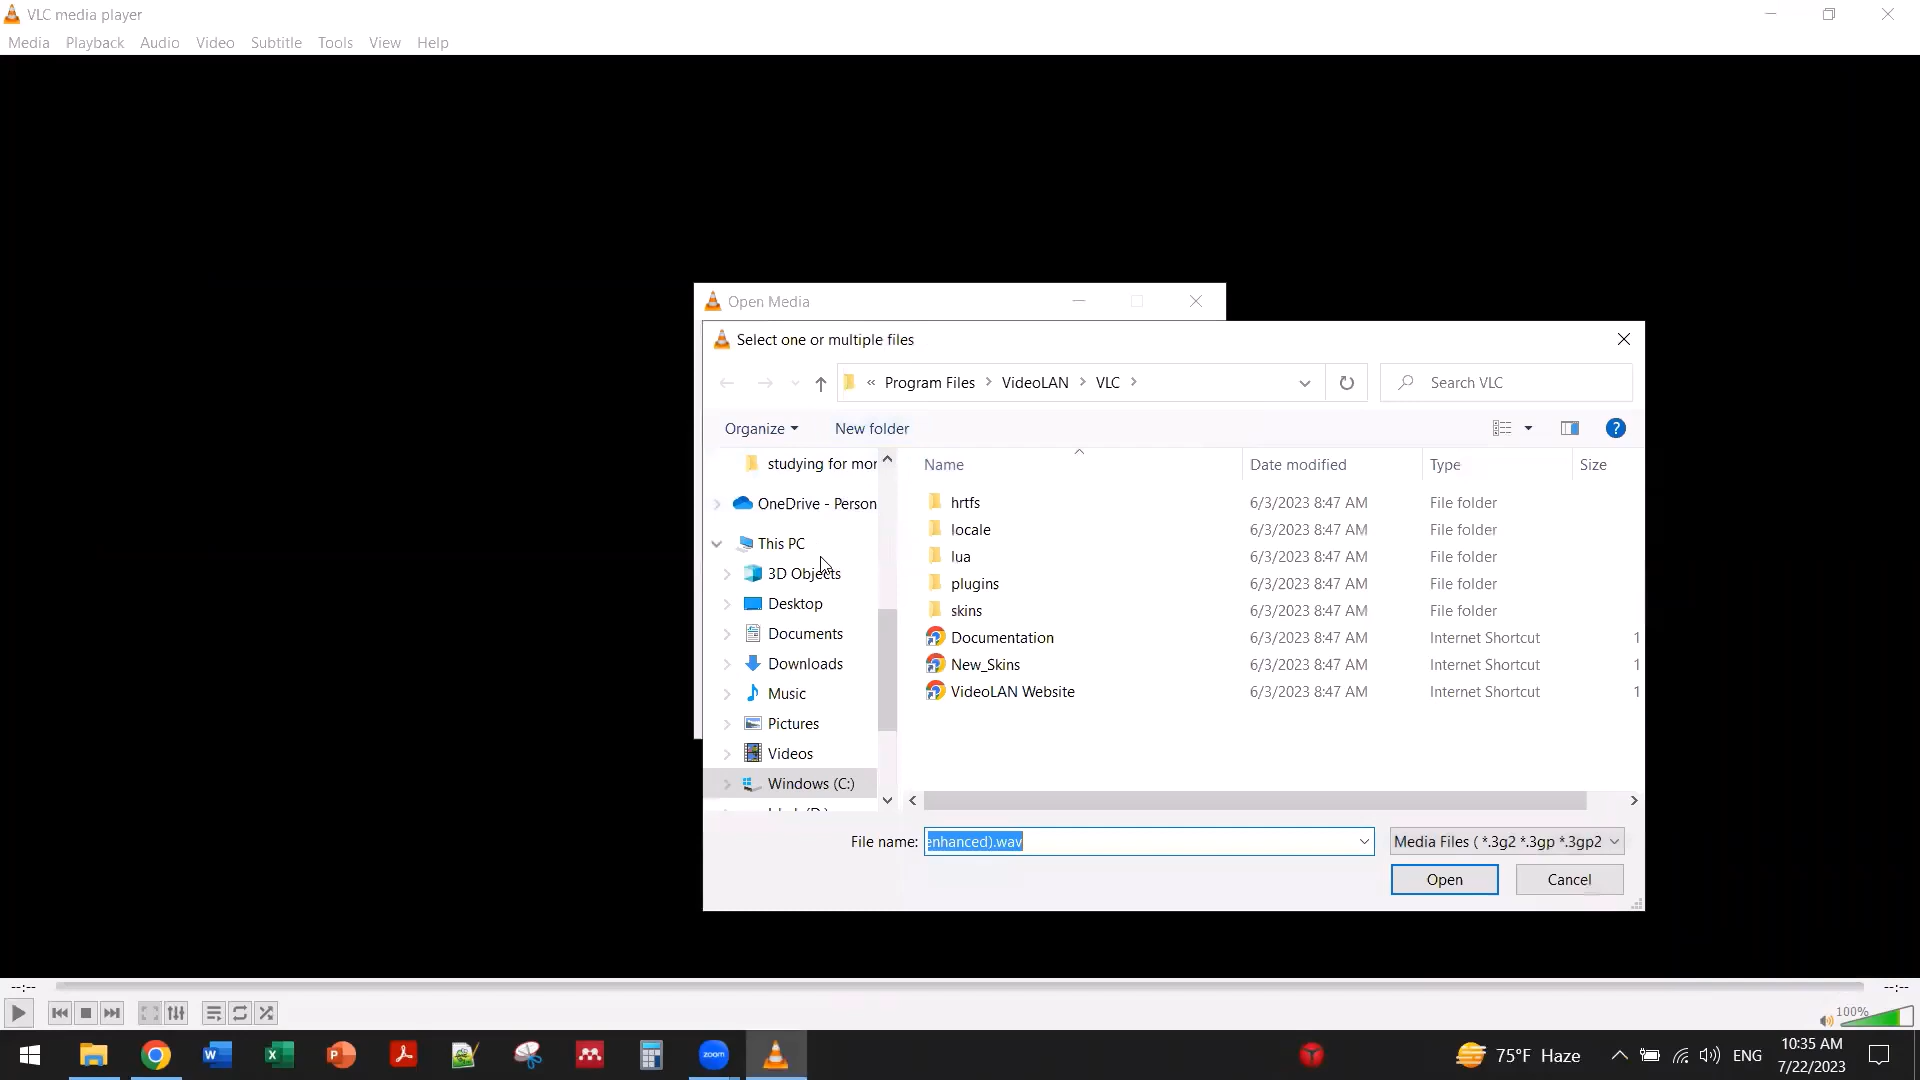 VLC media player
Media Playback Audio Video Subtitle Tools View Help
Open Media
Select one or multiple files
« Program Files > VideoLAN > VLC >
Search VLC
Organize New folder
?
Name Date modified Type Size
studying for mor
OneDrive - Person
This PC
3D Objects
Desktop
Documents
Downloads
Music
Pictures
Videos
Windows (C:)
hrtfs 6/3/2023 8:47 AM File folder
locale 6/3/2023 8:47 AM File folder
lua 6/3/2023 8:47 AM File folder
plugins 6/3/2023 8:47 AM File folder
skins 6/3/2023 8:47 AM File folder
Documentation 6/3/2023 8:47 AM Internet Shortcut 1
New_Skins 6/3/2023 8:47 AM Internet Shortcut 1
VideoLAN Website 6/3/2023 8:47 AM Internet Shortcut 1
File name: enhanced).wav Media Files ( *.3g2 *.3gp *.3gp2
Open Cancel
--:-- --:--
100%
zoom
75°F Haze
ENG
10:35 AM
7/22/2023